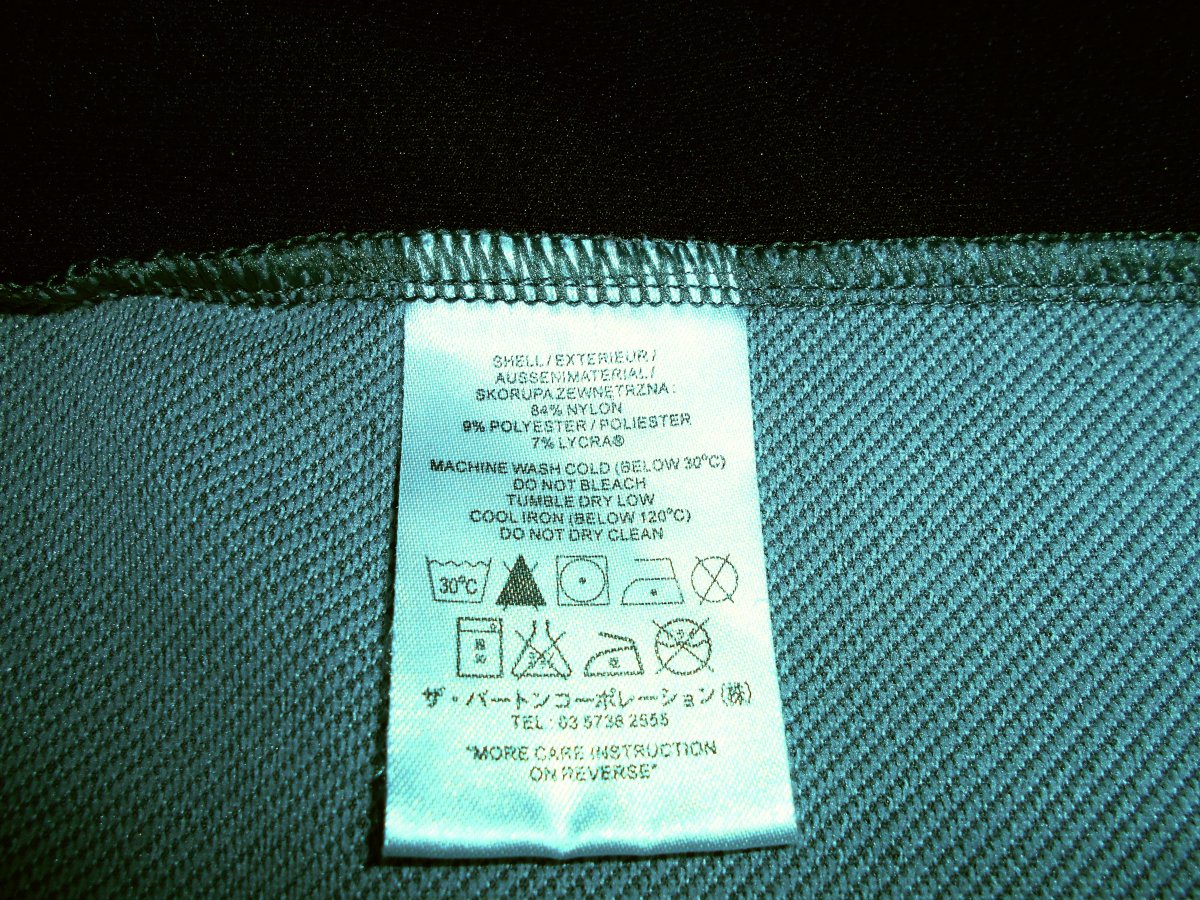 SHELL / EXTERIEUR /
AUSSENMATERIAL /
SKORUPA ZEWNETRZNA :
84% NYLON
9% POLYESTER / POLIESTER
7% LYCRA®
MACHINE WASH COLD (BELOW 30°C)
DO NOT BLEACH
TUMBLE DRY LOW
COOL IRON (BELOW 120°C)
DO NOT DRY CLEAN
30°C
ザ・バートンコーポレーション(株)
TEL : 03 5738 2555
"MORE CARE INSTRUCTION
ON REVERSE"